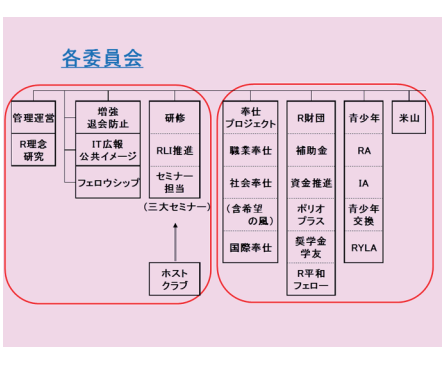 各委員会
管理運営
R理念
研究
増強
退会防止
IT広報
公共イメージ
フェロウシップ
研修
RLI推進
セミナー
担当
(三大セミナー)
ホスト
クラブ
奉仕
プロジェクト
職業奉仕
社会奉仕
(含希望
の風)
国際奉仕
R財団
補助金
資金推進
ポリオ
プラス
奨学金
学友
R平和
フェロー
青少年
RA
IA
青少年
交換
RYLA
米山